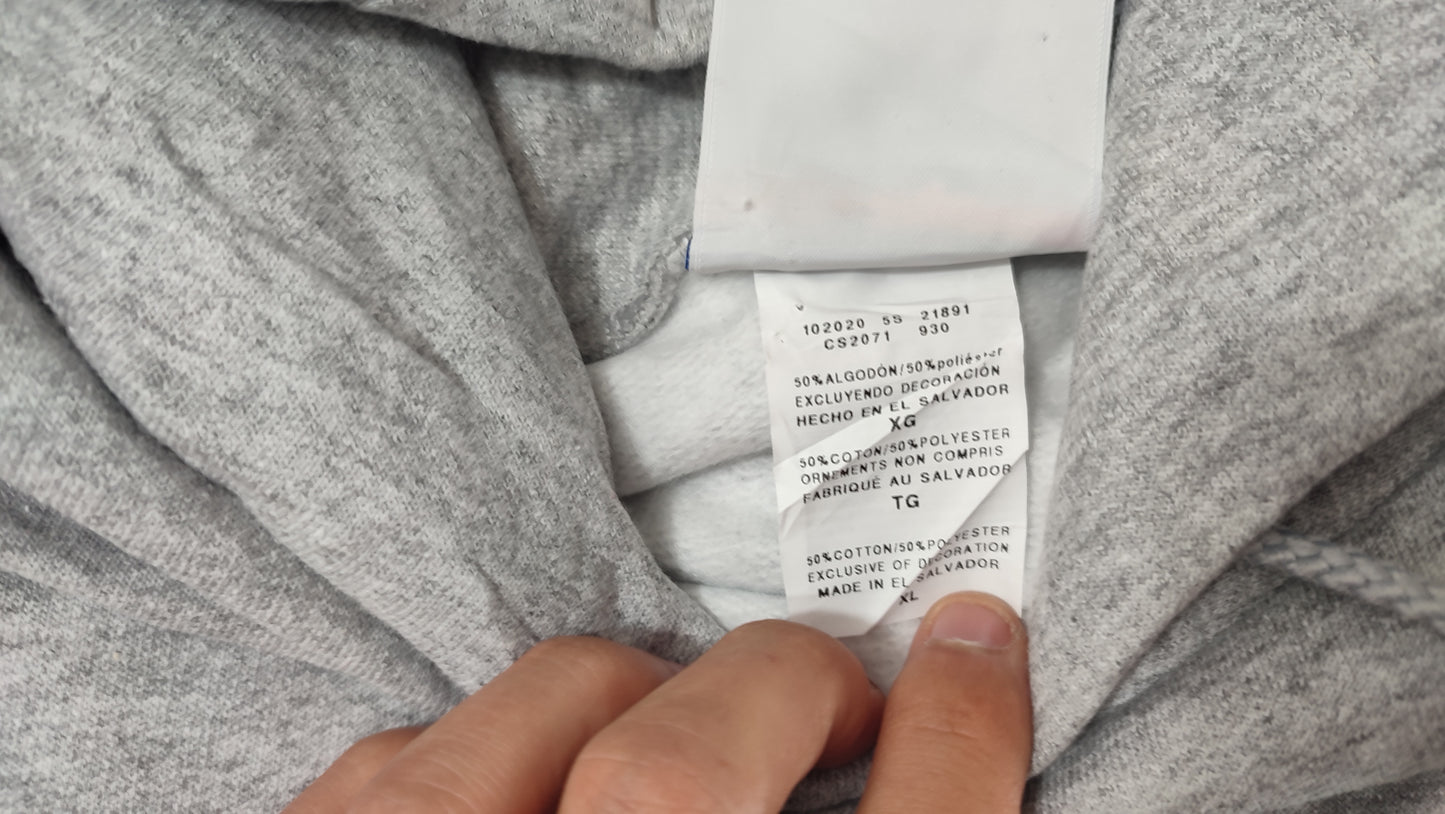 102020 5S 21891
CS2071 930
50%ALGODÓN/50%poliéster
EXCLUYENDO DECORACIÓN
HECHO EN EL SALVADOR
XG
50%COTON/50%POLYESTER
ORNEMENTS NON COMPRIS
FABRIQUÉ AU SALVADOR
TG
50%COTTON/50%POLYESTER
EXCLUSIVE OF DECORATION
MADE IN EL SALVADOR
XL